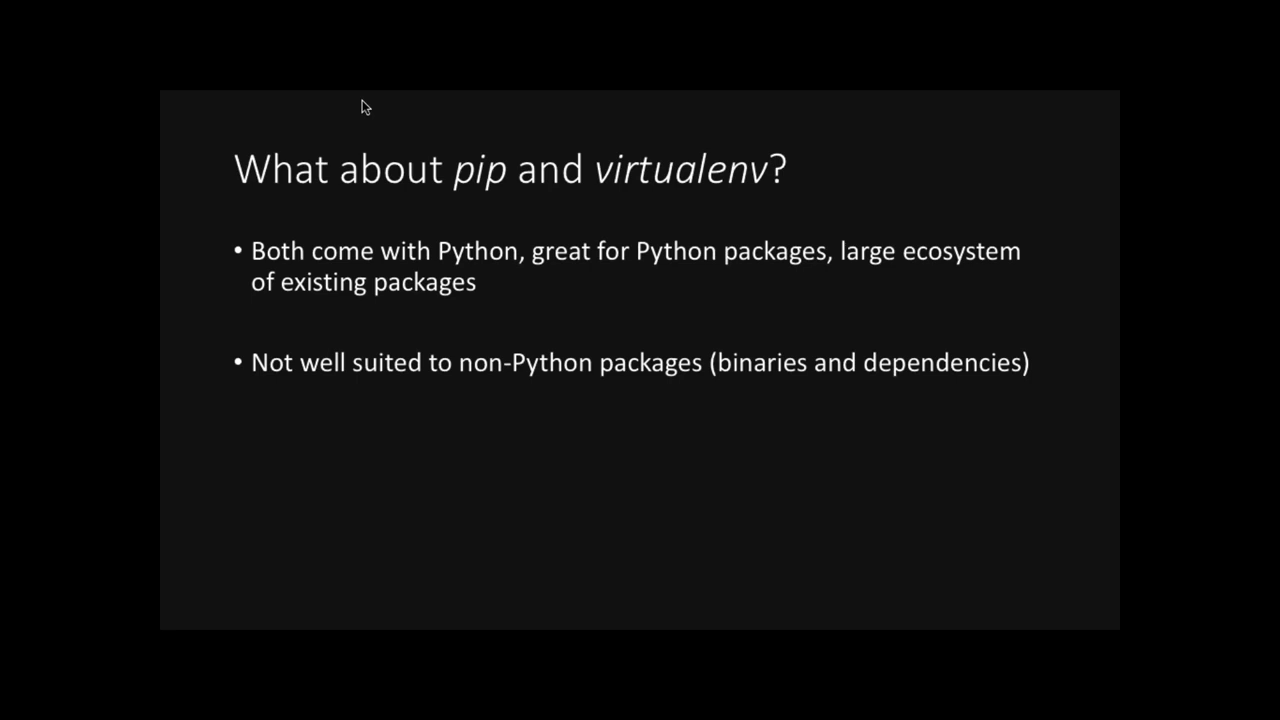 What about pip and virtualenv?
• Both come with Python, great for Python packages, large ecosystem
of existing packages
• Not well suited to non-Python packages (binaries and dependencies)